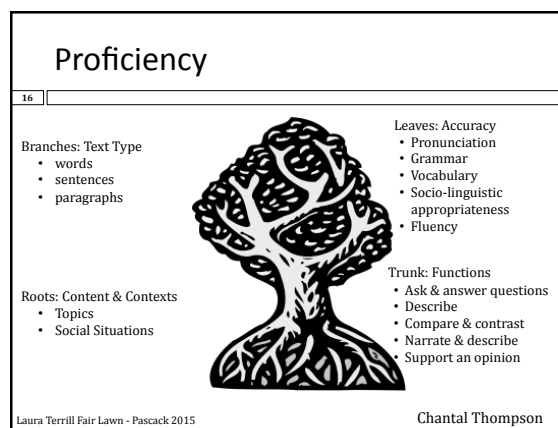 Proficiency
16
Branches: Text Type
• words
• sentences
• paragraphs
Roots: Content & Contexts
• Topics
• Social Situations
Leaves: Accuracy
• Pronunciation
• Grammar
• Vocabulary
• Socio-linguistic
appropriateness
• Fluency
Trunk: Functions
• Ask & answer questions
• Describe
• Compare & contrast
• Narrate & describe
• Support an opinion
Laura Terrill Fair Lawn - Pascack 2015
Chantal Thompson